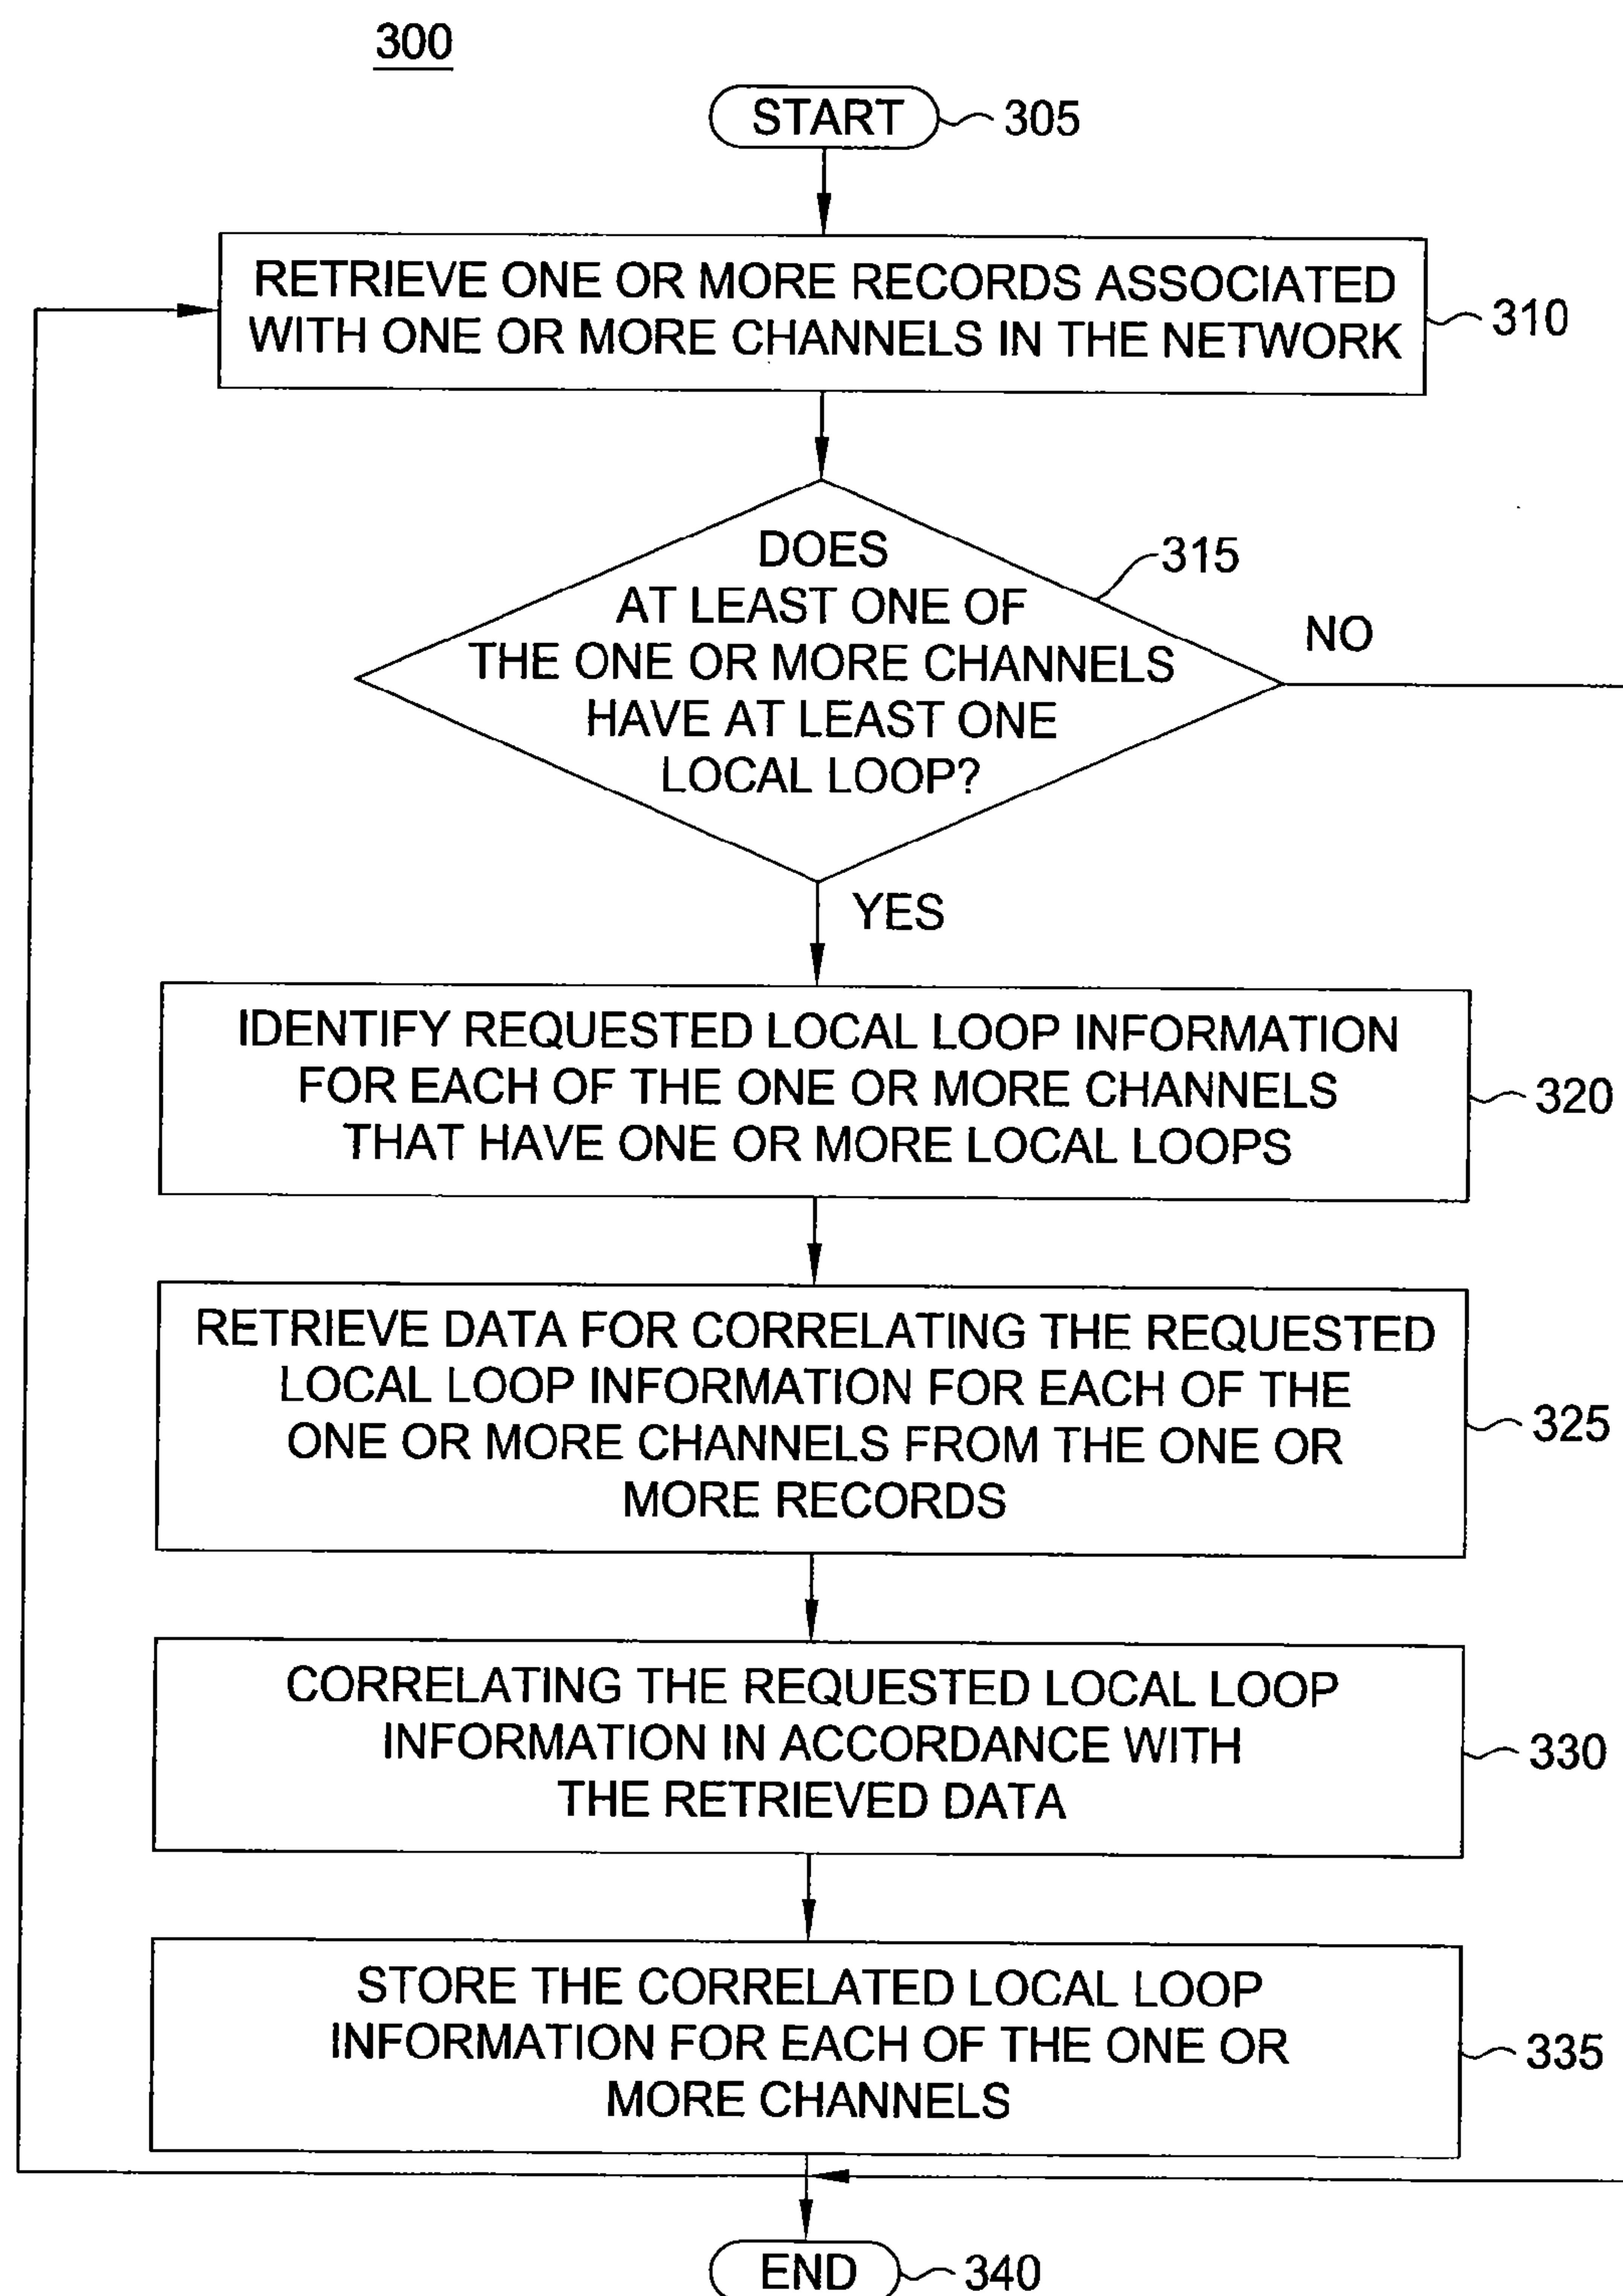 300
START
305
RETRIEVE ONE OR MORE RECORDS ASSOCIATED
WITH ONE OR MORE CHANNELS IN THE NETWORK
310
DOES
AT LEAST ONE OF
THE ONE OR MORE CHANNELS
HAVE AT LEAST ONE
LOCAL LOOP?
315
NO
YES
IDENTIFY REQUESTED LOCAL LOOP INFORMATION
FOR EACH OF THE ONE OR MORE CHANNELS
THAT HAVE ONE OR MORE LOCAL LOOPS
320
RETRIEVE DATA FOR CORRELATING THE REQUESTED
LOCAL LOOP INFORMATION FOR EACH OF THE
ONE OR MORE CHANNELS FROM THE ONE OR
MORE RECORDS
325
CORRELATING THE REQUESTED LOCAL LOOP
INFORMATION IN ACCORDANCE WITH
THE RETRIEVED DATA
330
STORE THE CORRELATED LOCAL LOOP
INFORMATION FOR EACH OF THE ONE OR
MORE CHANNELS
335
END
340